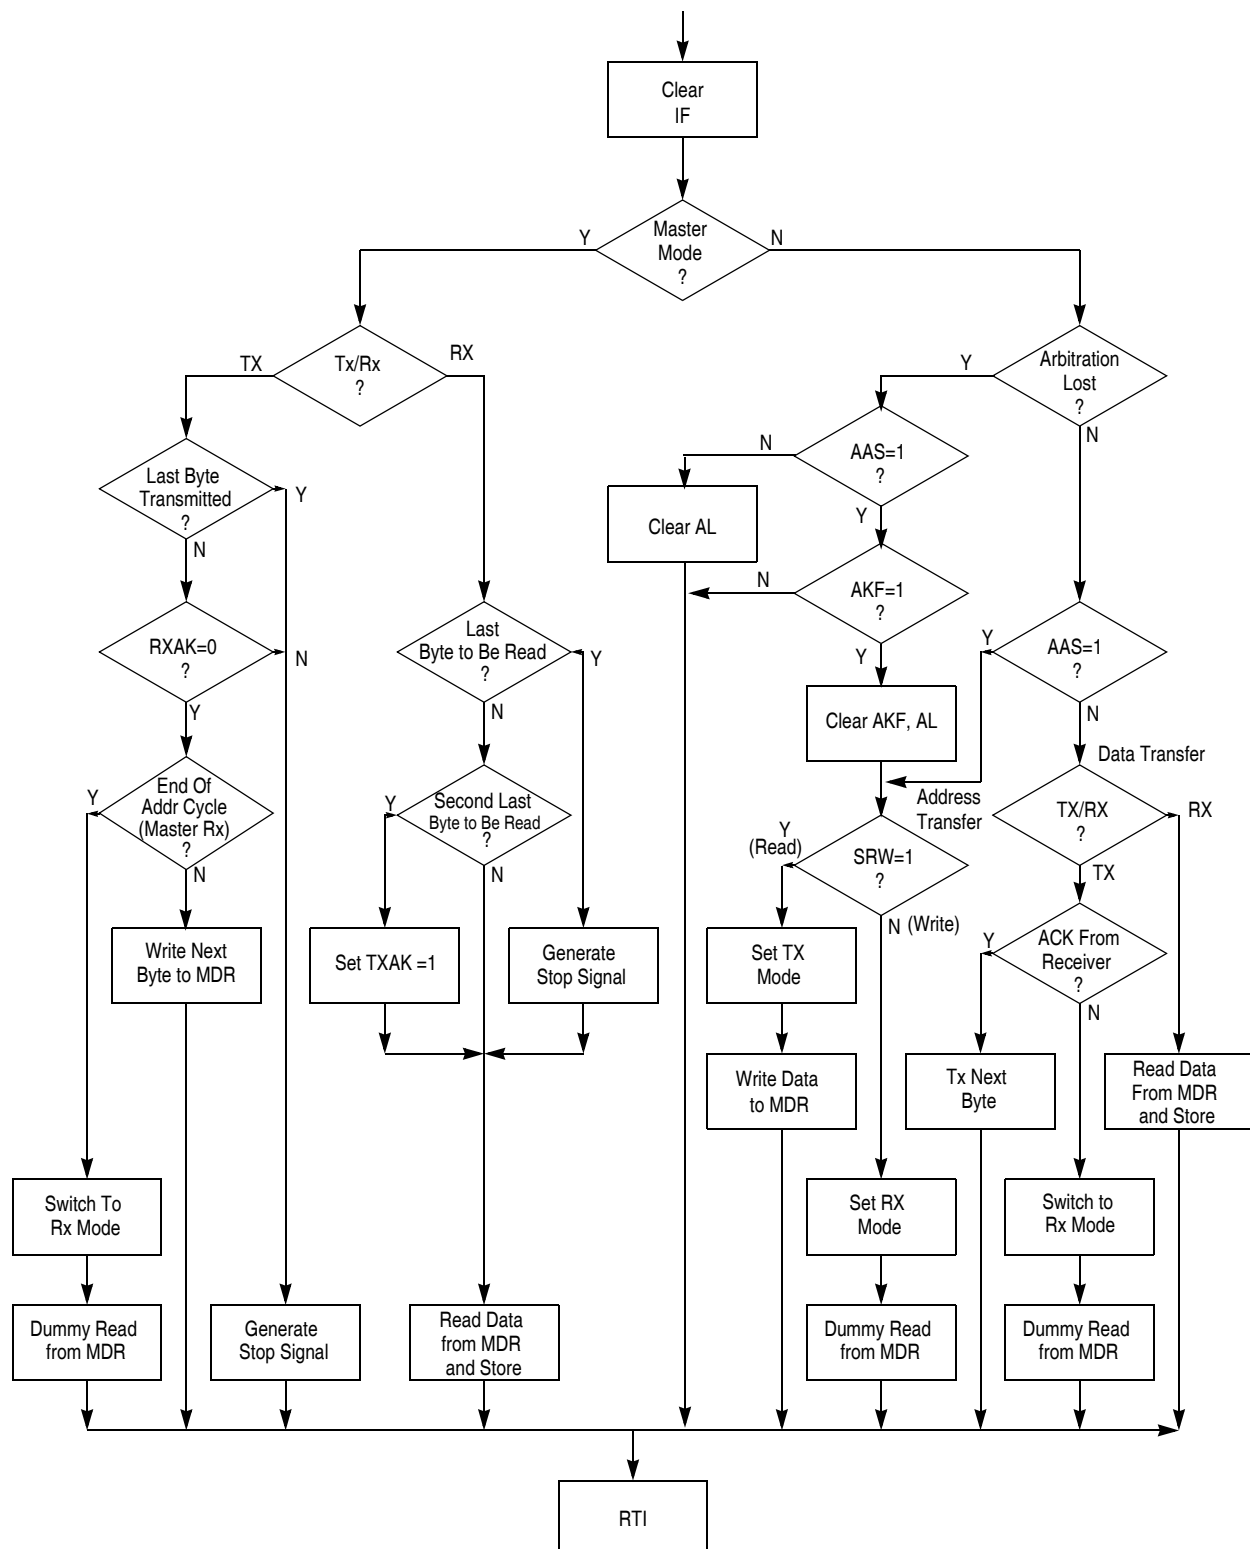 Clear
IF
Master
Mode
?
Y
N
Tx/Rx
?
TX
RX
Arbitration
Lost
?
Y
N
AAS=1
?
N
Y
Last Byte
Transmitted
?
Y
N
Clear AL
AKF=1
?
N
Y
RXAK=0
?
N
Y
Last
Byte to Be Read
?
Y
N
AAS=1
?
Y
N
Clear AKF, AL
Data Transfer
End Of
Addr Cycle
(Master Rx)
?
Y
N
Second Last
Byte to Be Read
?
Y
N
Address
Transfer
TX/RX
?
RX
TX
Y
(Read)
SRW=1
?
N (Write)
Write Next
Byte to MDR
Set TXAK =1
Generate
Stop Signal
Set TX
Mode
ACK From
Receiver
?
Y
N
Write Data
to MDR
Tx Next
Byte
Read Data
From MDR
and Store
Switch To
Rx Mode
Set RX
Mode
Switch to
Rx Mode
Dummy Read
from MDR
Generate
Stop Signal
Read Data
from MDR
and Store
Dummy Read
from MDR
Dummy Read
from MDR
RTI